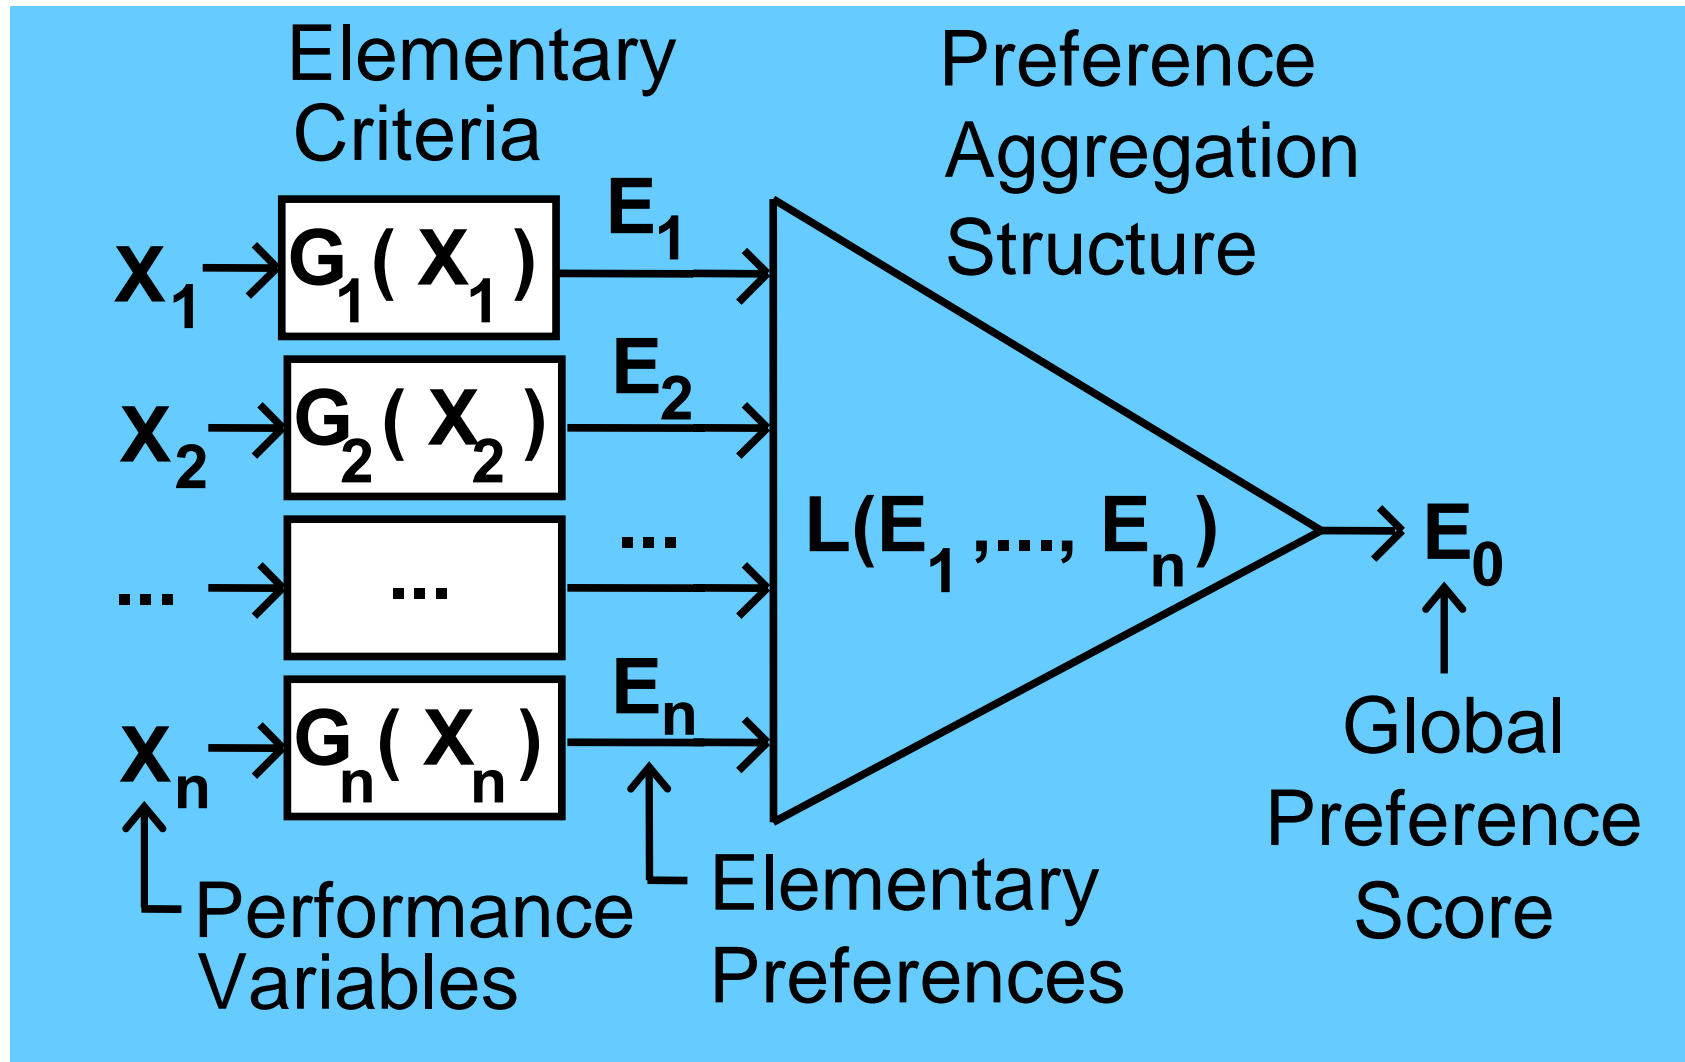 Elementary
Criteria
Preference
Aggregation
Structure
X1
G1( X1 )
E1
X2
G2( X2 )
E2
...
...
...
Xn
Gn( Xn )
En
L(E1 ,..., En )
E0
Performance
Variables
Elementary
Preferences
Global
Preference
Score